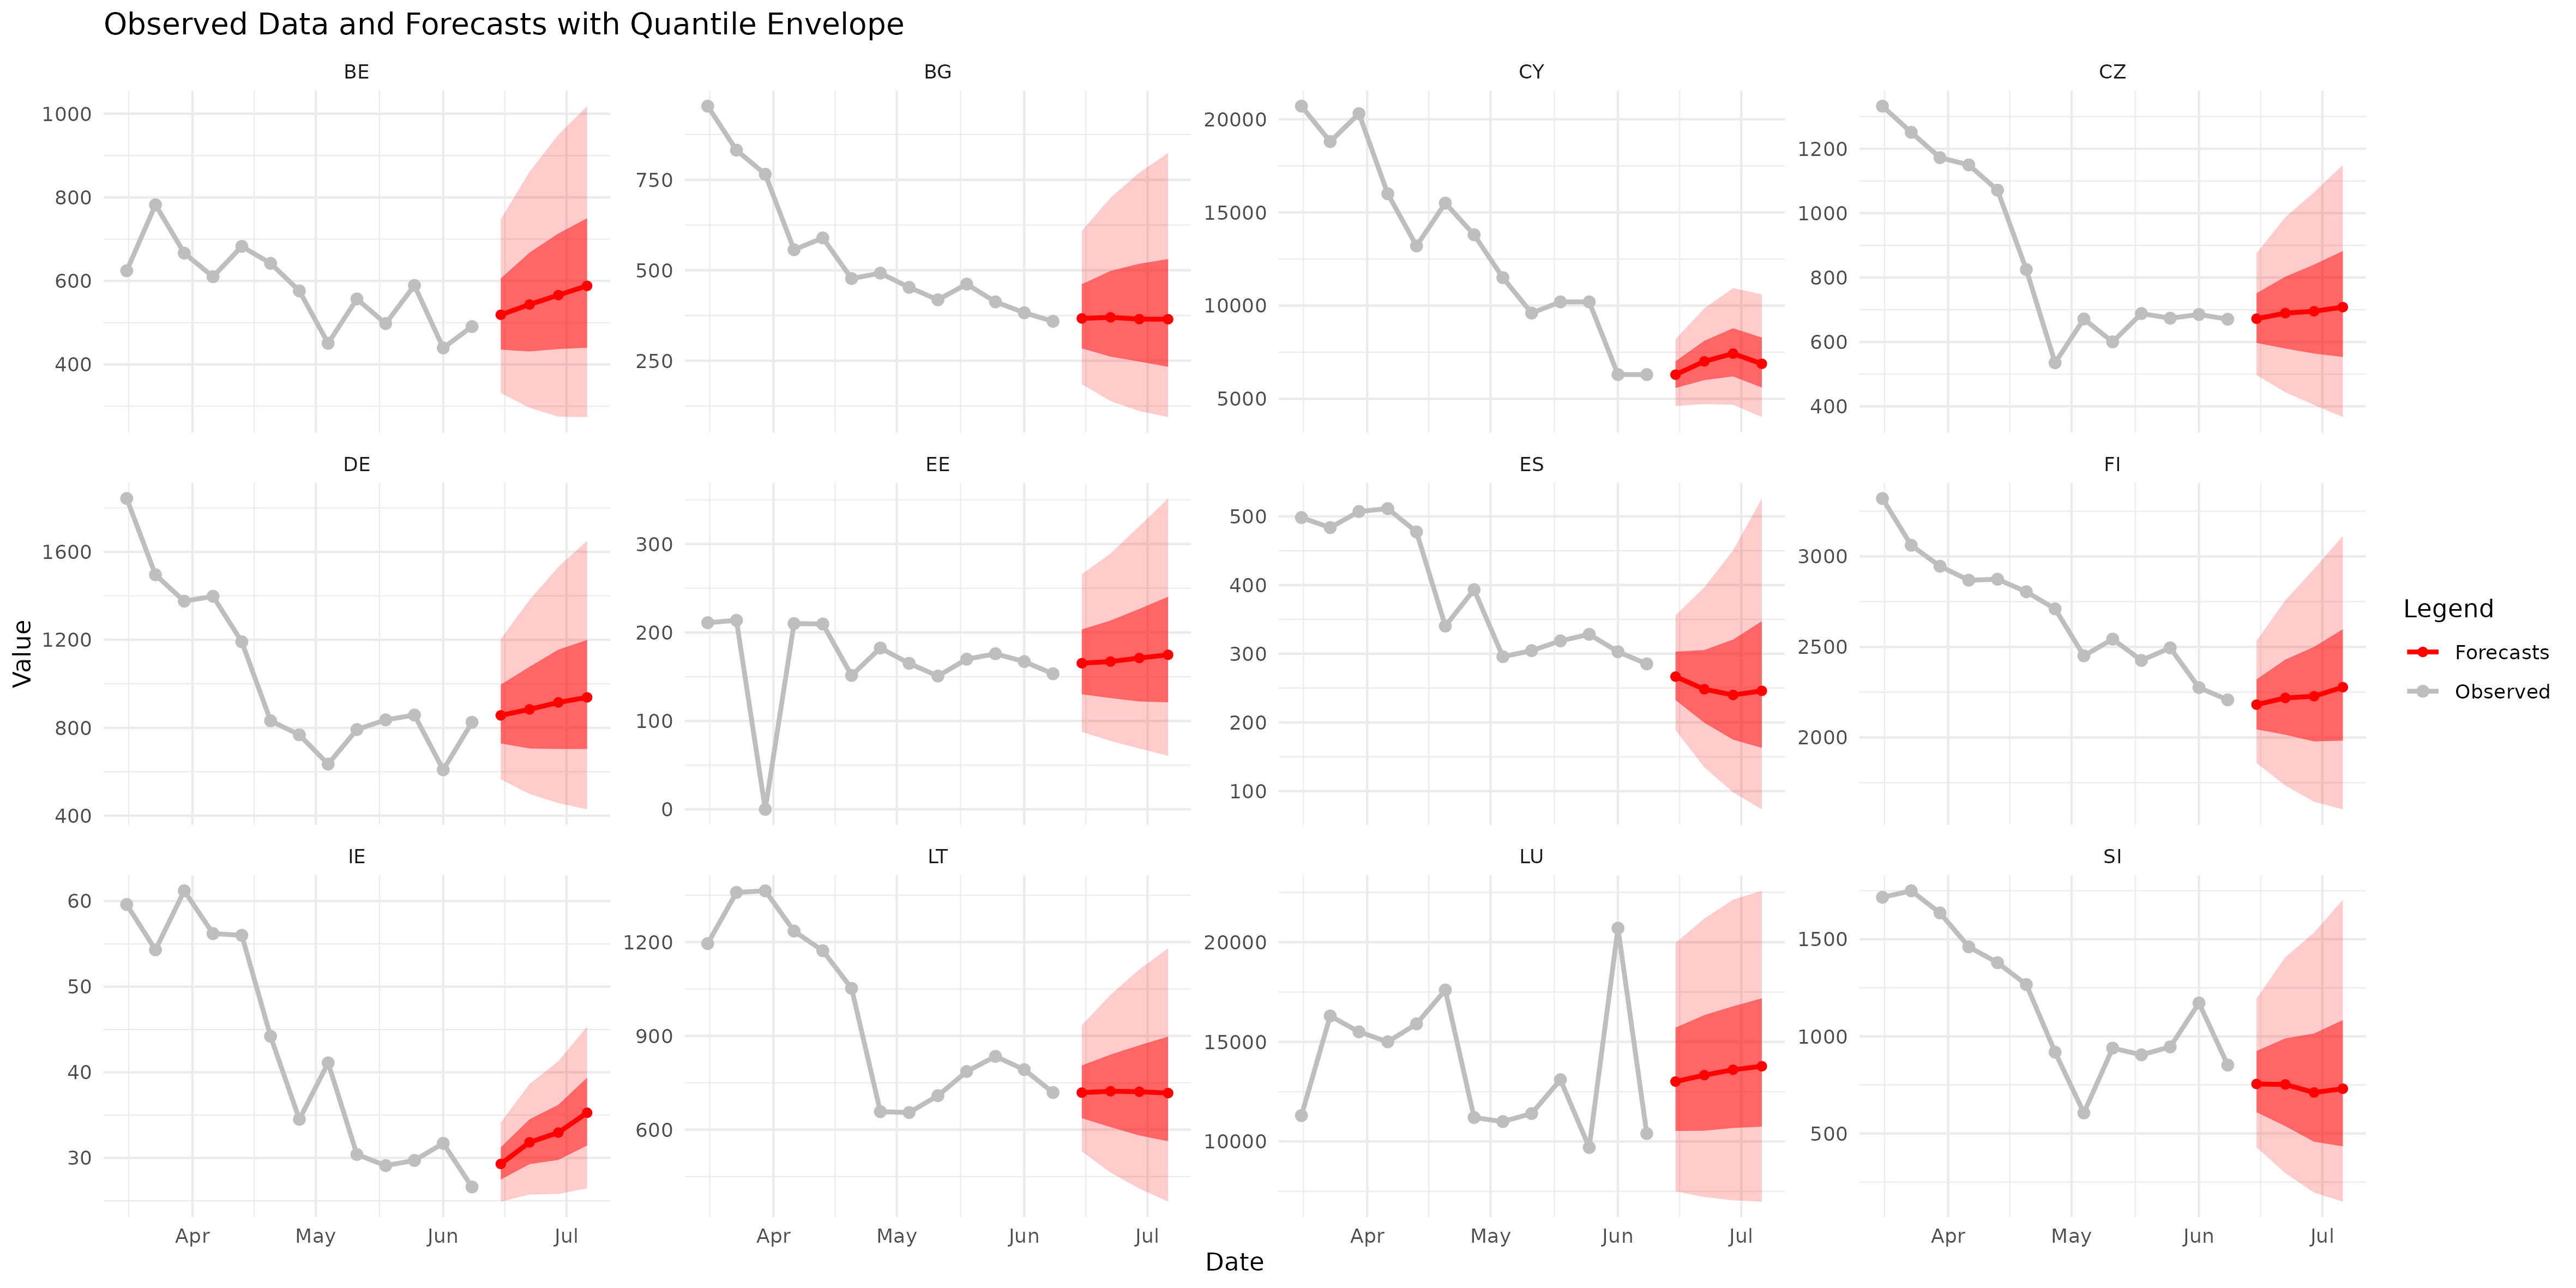 Observed Data and Forecasts with Quantile Envelope
BE
BG
CY
CZ
1000
800
600
400
750
500
250
20000
15000
10000
5000
1200
1000
800
600
400
DE
EE
ES
FI
1600
1200
800
400
300
200
100
0
500
400
300
200
100
3000
2500
2000
IE
LT
LU
SI
60
50
40
30
1200
900
600
20000
15000
10000
1500
1000
500
Apr May Jun Jul
Apr May Jun Jul
Apr May Jun Jul
Apr May Jun Jul
Value
Date
Legend
Forecasts
Observed